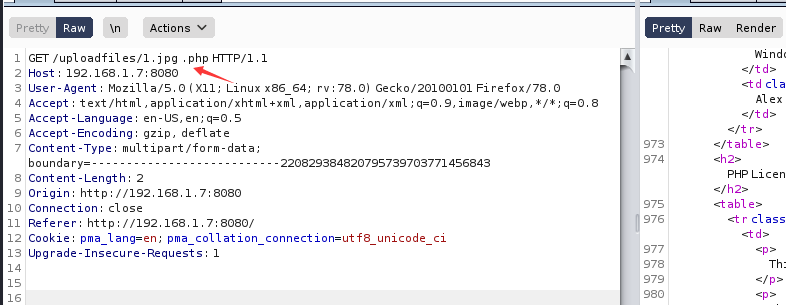 Pretty Raw \n Actions
1 GET /uploadfiles/1.jpg .php HTTP/1.1
2 Host: 192.168.1.7:8080
3 User-Agent: Mozilla/5.0 (X11; Linux x86_64; rv:78.0) Gecko/20100101 Firefox/78.0
4 Accept: text/html,application/xhtml+xml,application/xml;q=0.9,image/webp,*/*;q=0.8
5 Accept-Language: en-US,en;q=0.5
6 Accept-Encoding: gzip, deflate
7 Content-Type: multipart/form-data;
boundary=---------------------------220829384820795739703771456843
8 Content-Length: 2
9 Origin: http://192.168.1.7:8080
10 Connection: close
11 Referer: http://192.168.1.7:8080/
12 Cookie: pma_lang=en; pma_collation_connection=utf8_unicode_ci
13 Upgrade-Insecure-Requests: 1
14
15
16
Pretty Raw Render
Windo
</td>
<td cla
Alex
</td>
</tr>
973 </table>
974 <h2>
PHP Licen
</h2>
975 <table>
976 <tr class
<td>
977 <p>
978 Thi
979 </p>
980 <p>